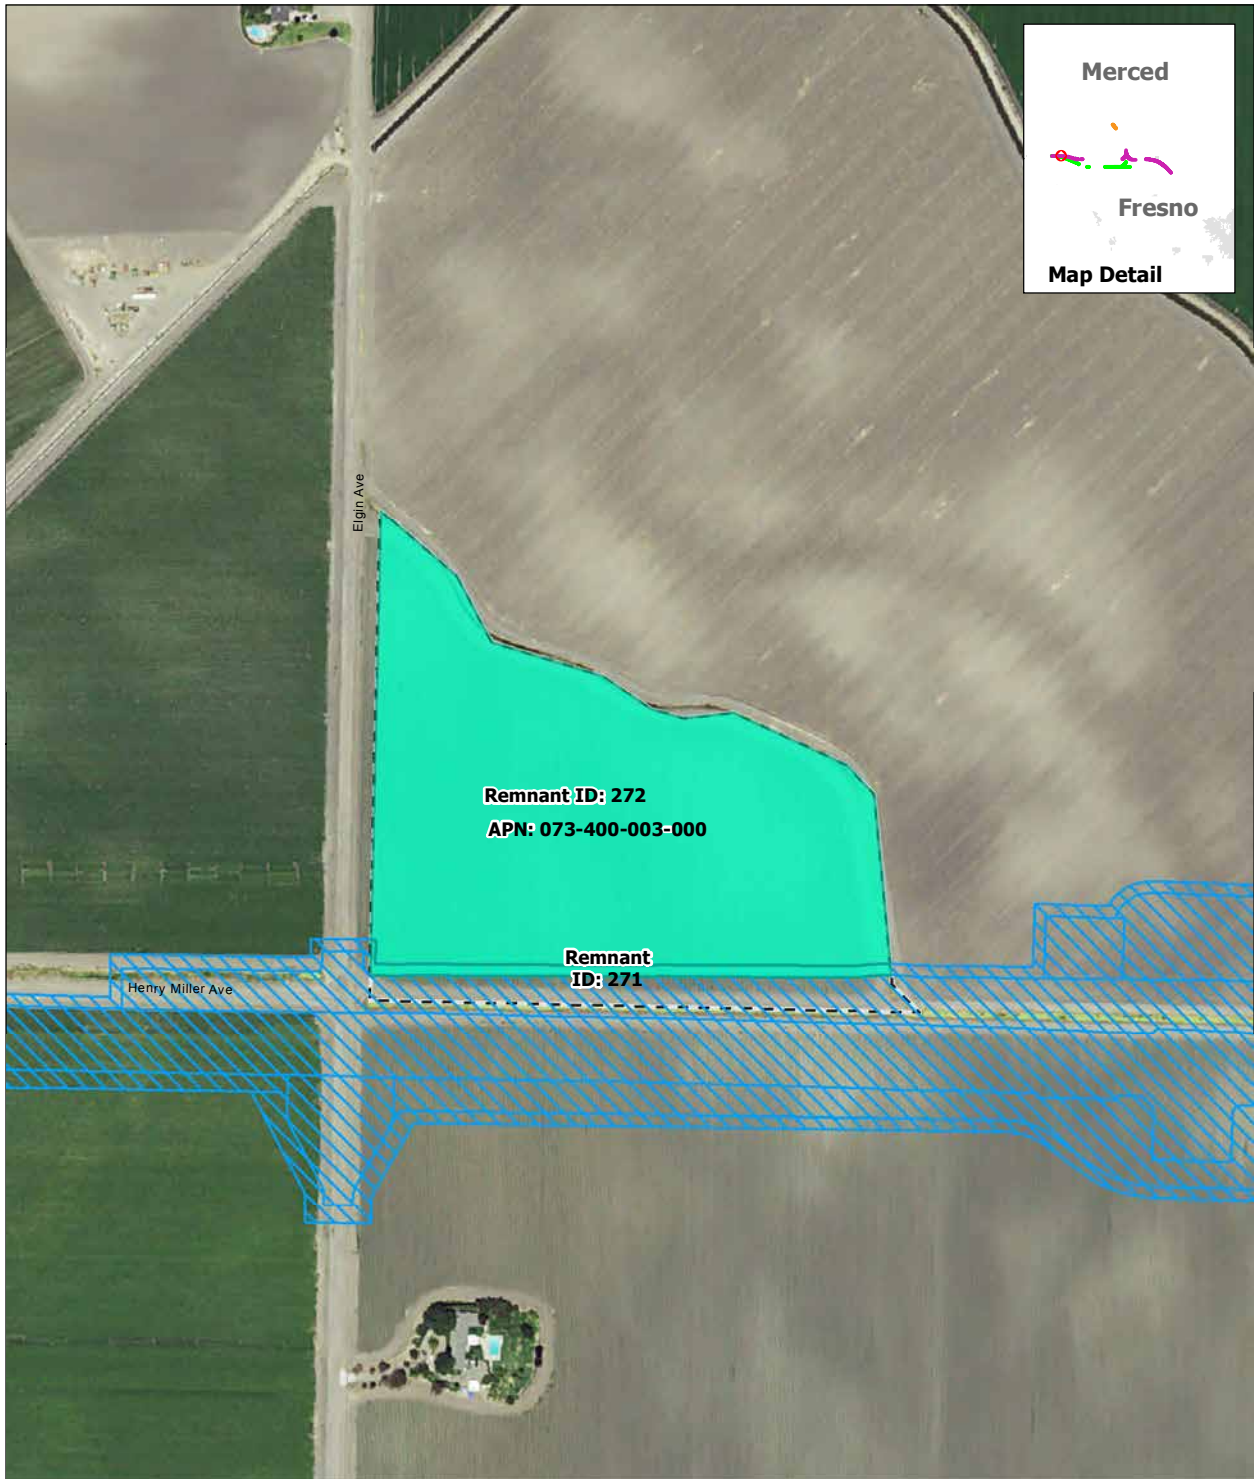 Merced
Fresno
Map Detail
Elgin Ave
Remnant ID: 272
APN: 073-400-003-000
Remnant
ID: 271
Henry Miller Ave